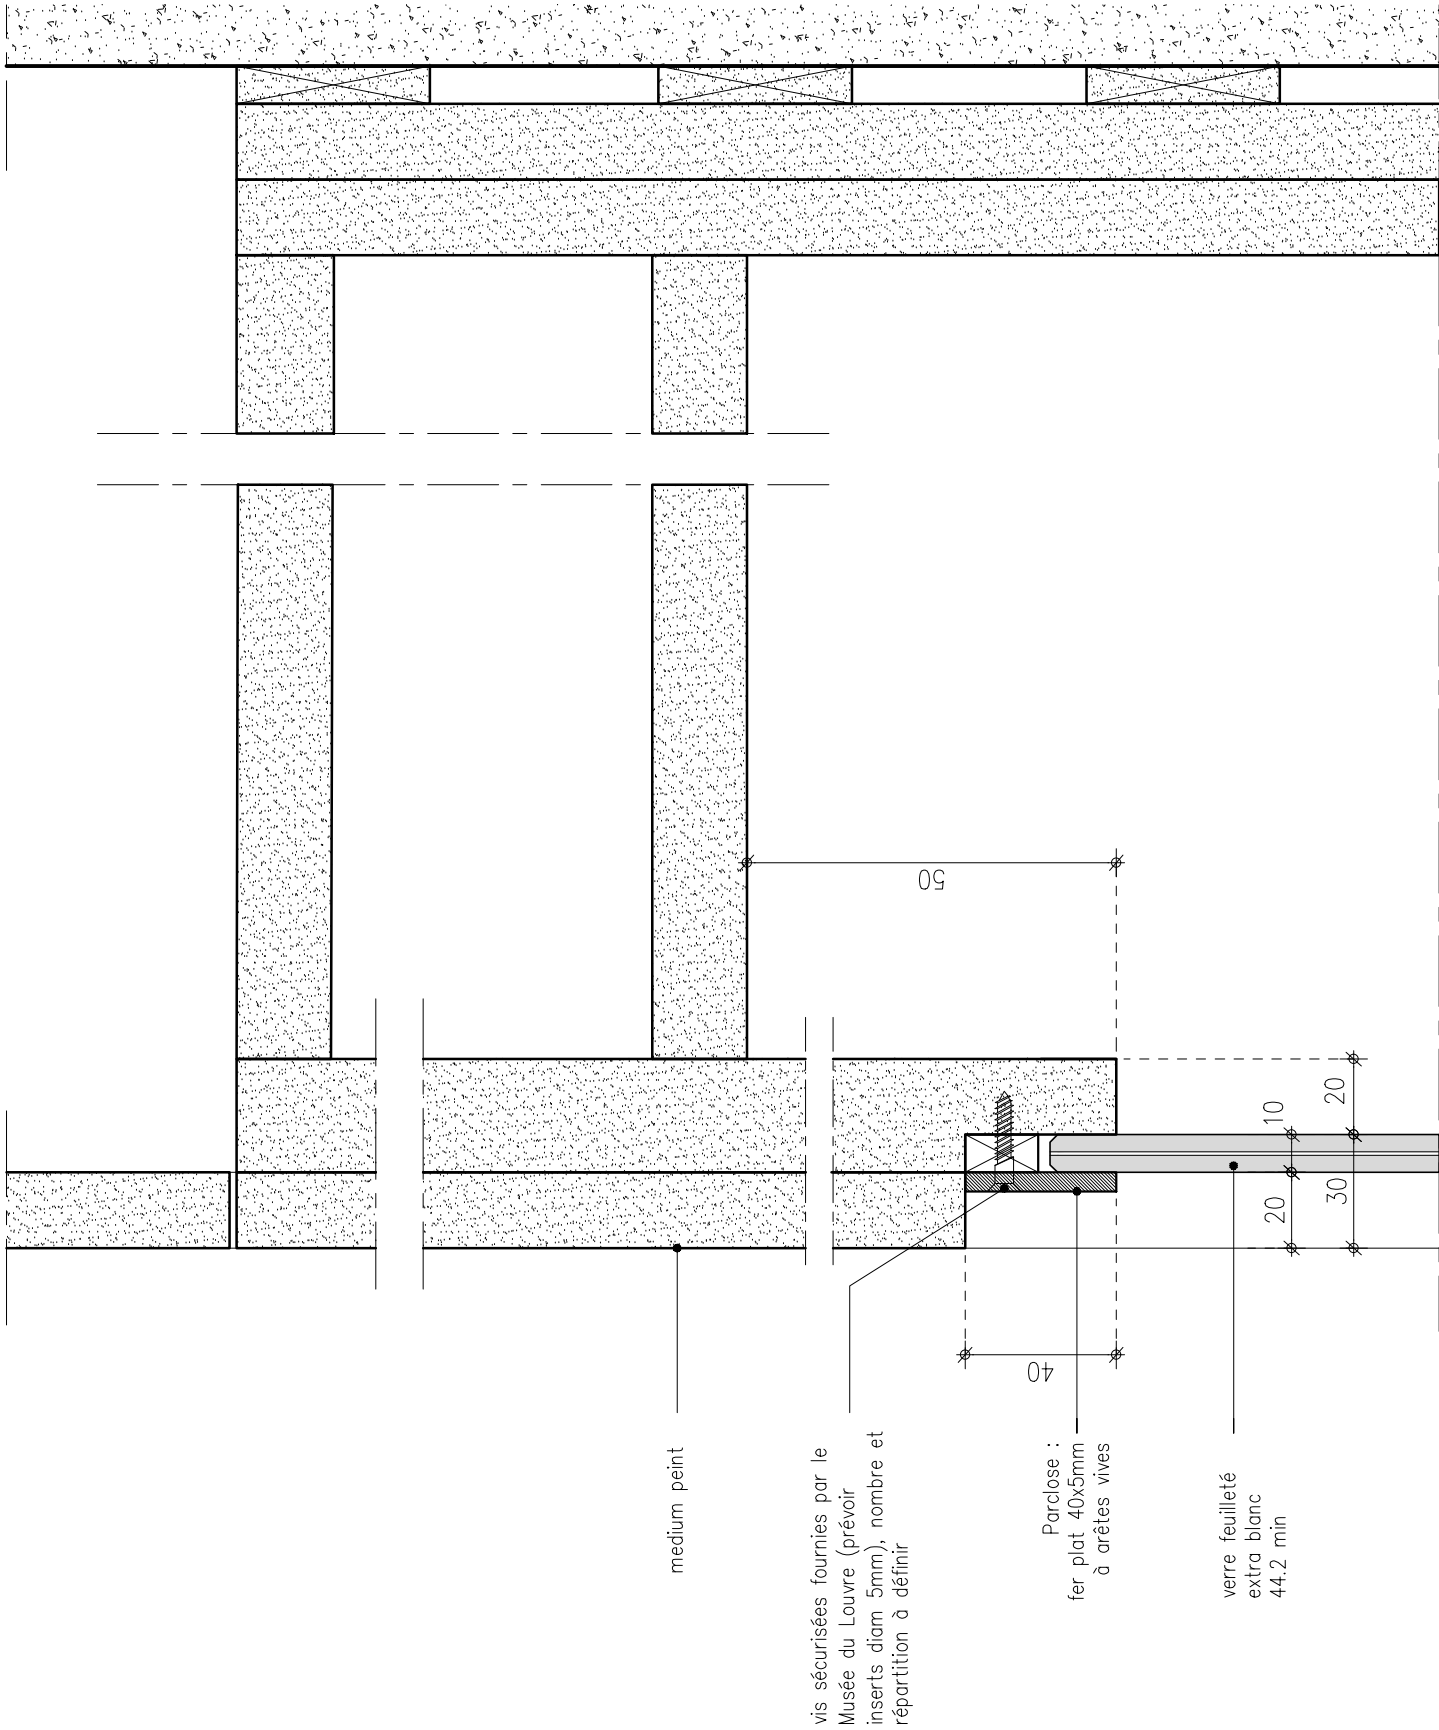 medium peint
vis sécurisées fournies par le
Musée du Louvre (prévoir
inserts diam 5mm), nombre et
répartition à définir
Parclose :
fer plat 40x5mm
à arêtes vives
verre feuilleté
extra blanc
44.2 min
50
40
10
20
20
30